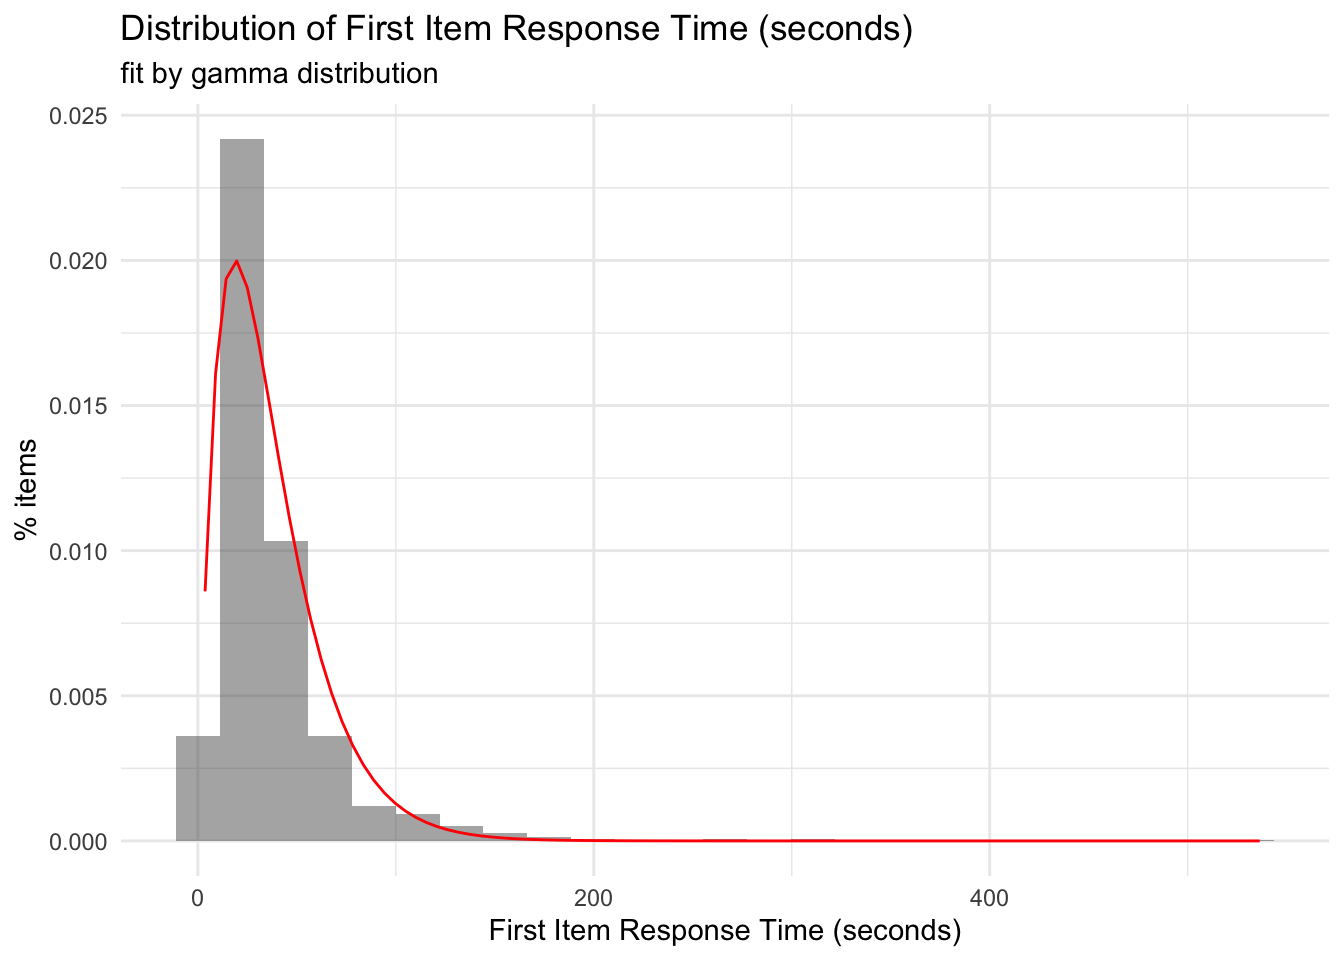 Distribution of First Item Response Time (seconds)
fit by gamma distribution
0.025
0.020
0.015
0.010
0.005
0.000
% items
0
200
400
First Item Response Time (seconds)